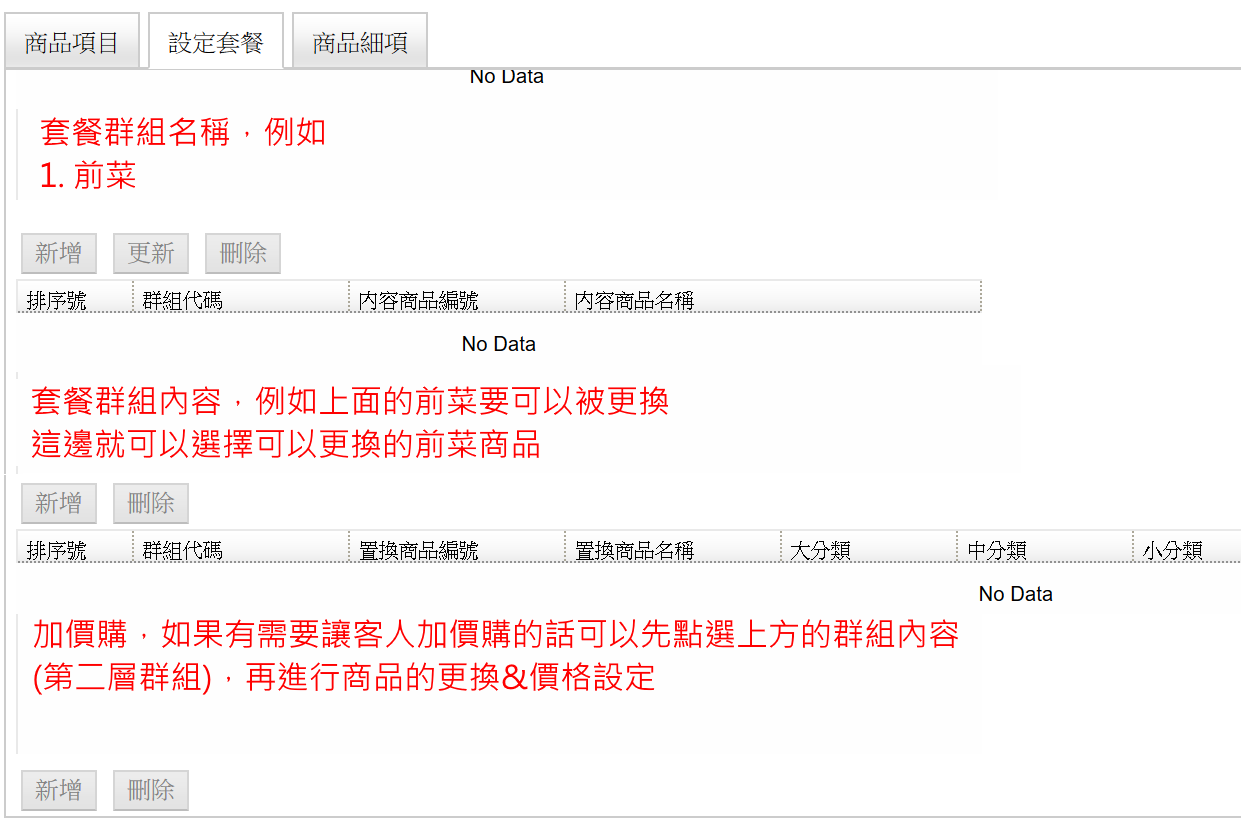 商品項目 設定套餐 商品細項
No Data
套餐群組名稱，例如
1. 前菜
新增 更新 刪除
排序號 群組代碼 內容商品編號 內容商品名稱
No Data
套餐群組內容，例如上面的前菜要可以被更換
這邊就可以選擇可以更換的前菜商品
新增 刪除
排序號 群組代碼 置換商品編號 置換商品名稱 大分類 中分類 小分類
No Data
加價購，如果有需要讓客人加價購的話可以先點選上方的群組內容
(第二層群組)，再進行商品的更換&價格設定
新增 刪除